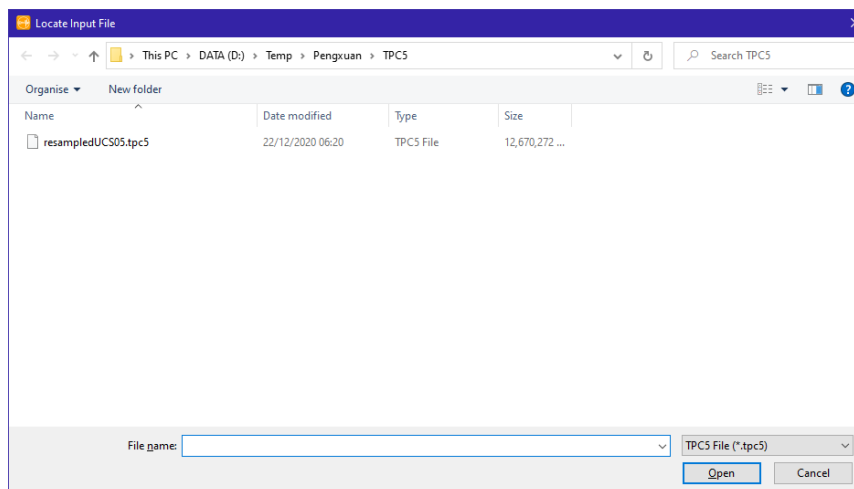 Locate Input File
This PC > DATA (D:) > Temp > Pengxuan > TPC5
Search TPC5
Organise
New folder
Name Date modified Type Size
resampledUCS05.tpc5 22/12/2020 06:20 TPC5 File 12,670,272 ...
File name:
TPC5 File (*.tpc5)
Open Cancel